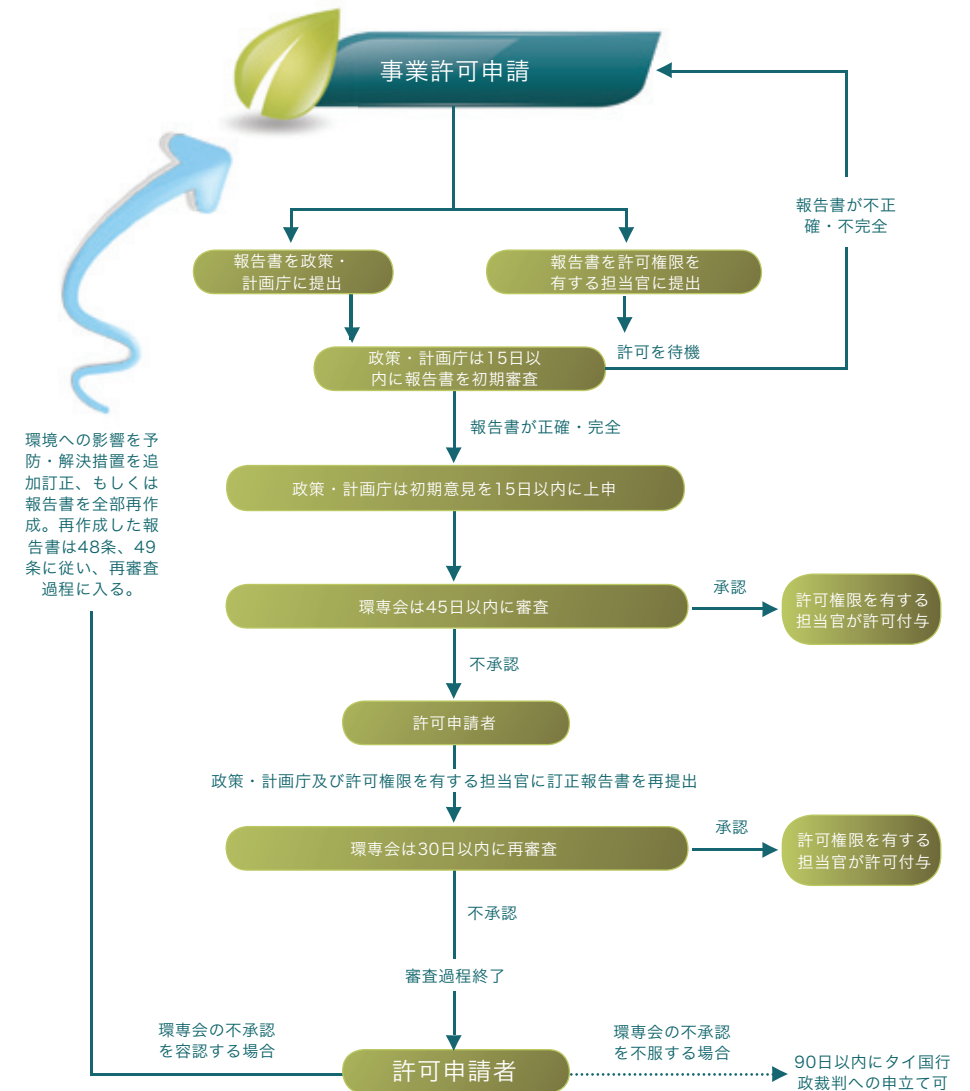 事業許可申請
報告書が不正
確・不完全
報告書を政策・
計画庁に提出
報告書を許可権限を
有する担当官に提出
許可を待機
政策・計画庁は15日以
内に報告書を初期審査
報告書が正確・完全
環境への影響を予
防・解決措置を追
加訂正、もしくは
報告書を全部再作
成。再作成した報
告書は48条、49
条に従い、再審査
過程に入る。
政策・計画庁は初期意見を15日以内に上申
環専会は45日以内に審査
承認
許可権限を有する
担当官が許可付与
不承認
許可申請者
政策・計画庁及び許可権限を有する担当官に訂正報告書を再提出
環専会は30日以内に再審査
承認
許可権限を有する
担当官が許可付与
不承認
審査過程終了
環専会の不承認
を容認する場合
許可申請者
環専会の不承認
を不服する場合
90日以内にタイ国行
政裁判への申立て可